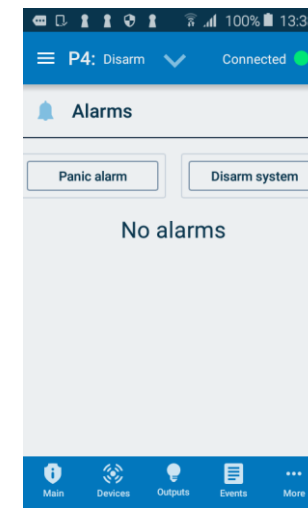 100% 13:3
P4: Disarm Connected
Alarms
Panic alarm Disarm system
No alarms
Main Devices Outputs Events More